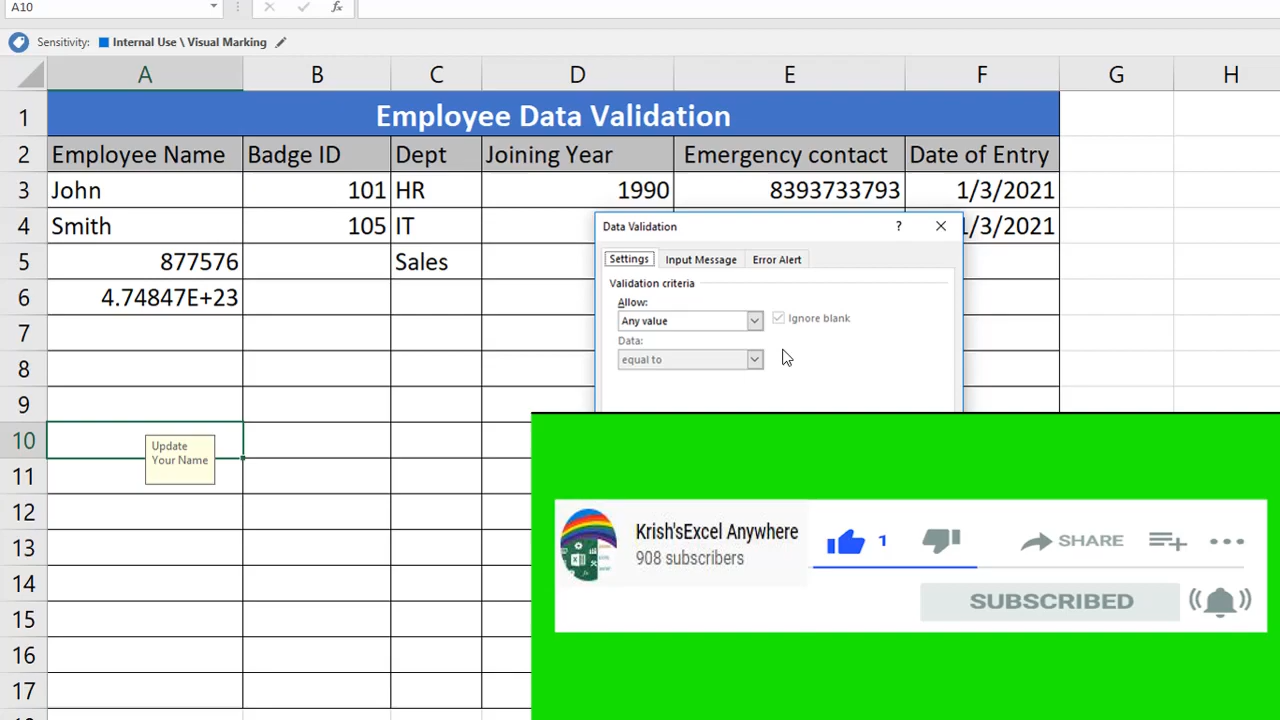 A10
fx
Sensitivity: Internal Use \ Visual Marking
A B C D E F G H
1 Employee Data Validation
2 Employee Name Badge ID Dept Joining Year Emergency contact Date of Entry
3 John 101 HR 1990 8393733793 1/3/2021
4 Smith 105 IT 1/3/2021
5 877576 Sales
6 4.74847E+23
7
8
9
10
11
12
13
14
15
16
17
Update
Your Name
Data Validation ?
Settings Input Message Error Alert
Validation criteria
Allow:
Any value Ignore blank
Data:
equal to
Krish'sExcel Anywhere
908 subscribers
1 SHARE
SUBSCRIBED